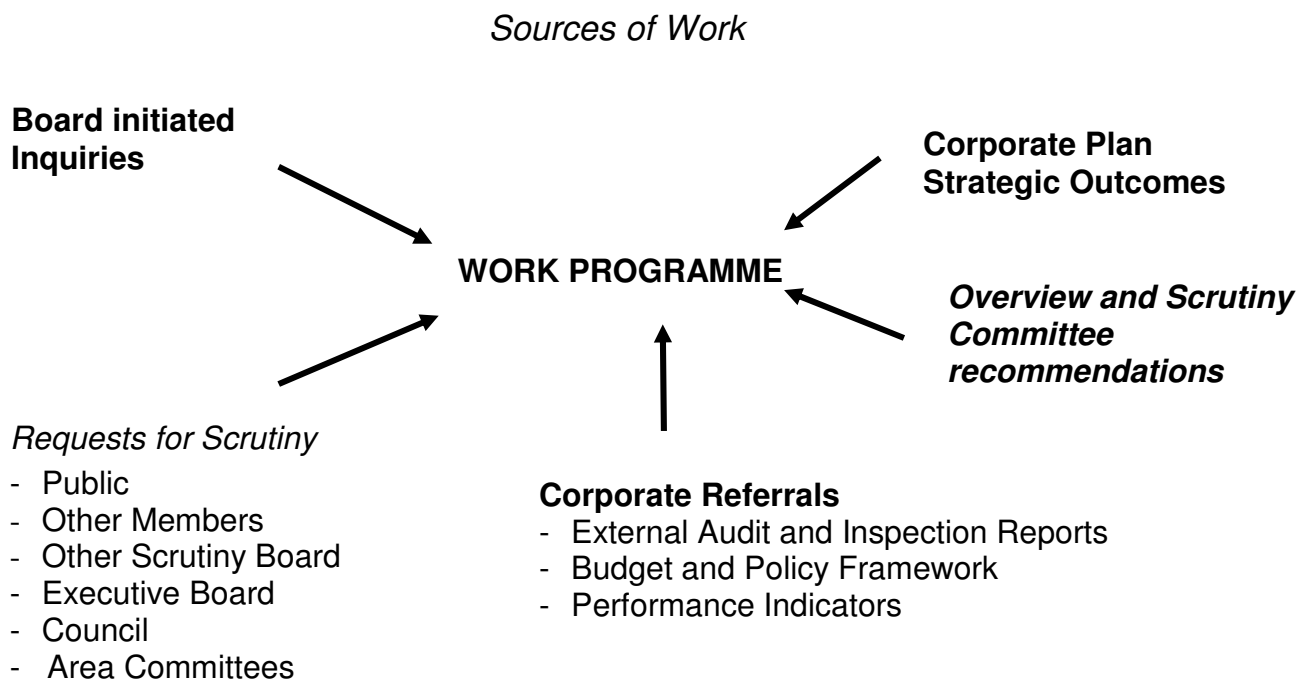 Sources of Work
Board initiated
Inquiries
Corporate Plan
Strategic Outcomes
WORK PROGRAMME
Overview and Scrutiny
Committee
recommendations
Requests for Scrutiny
- Public
- Other Members
- Other Scrutiny Board
- Executive Board
- Council
- Area Committees
Corporate Referrals
- External Audit and Inspection Reports
- Budget and Policy Framework
- Performance Indicators